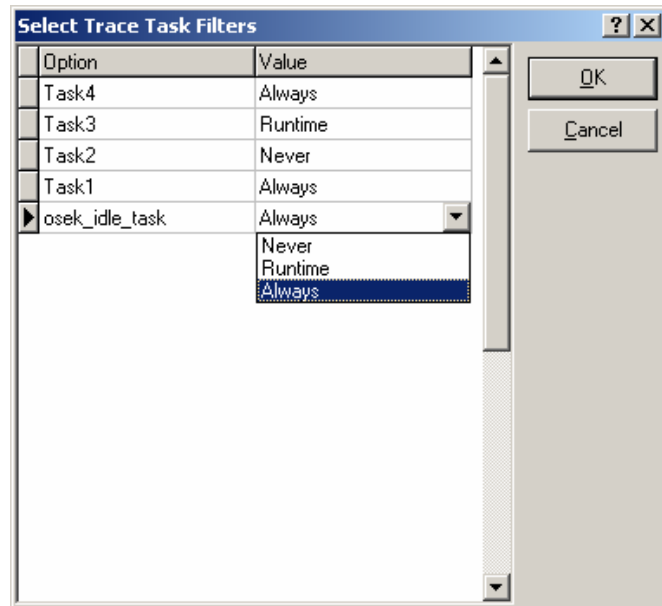 Select Trace Task Filters
Option Value
Task4 Always
Task3 Runtime
Task2 Never
Task1 Always
osek_idle_task Always
Never
Runtime
Always
OK
Cancel